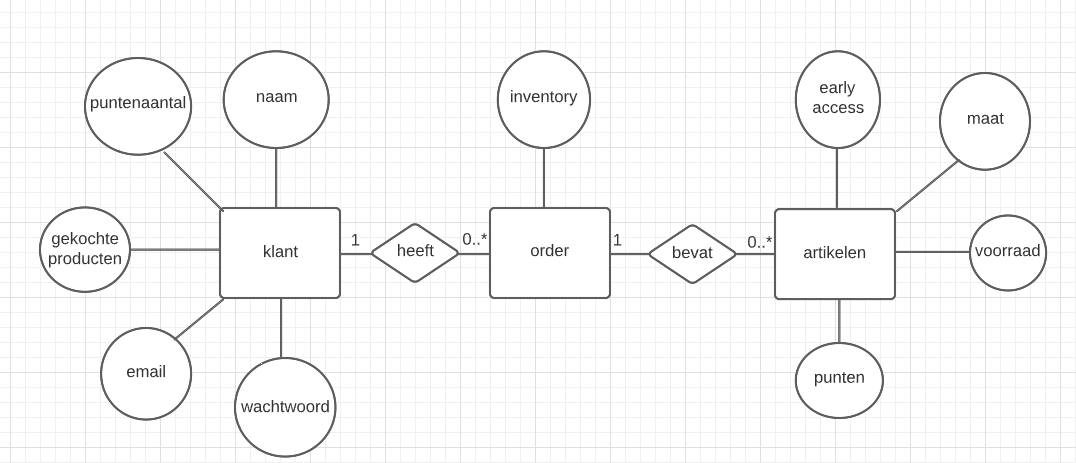 puntenaantal
naam
inventory
early
access
maat
gekochte
producten
klant
1
heeft
0..*
order
1
bevat
0..*
artikelen
voorraad
email
wachtwoord
punten